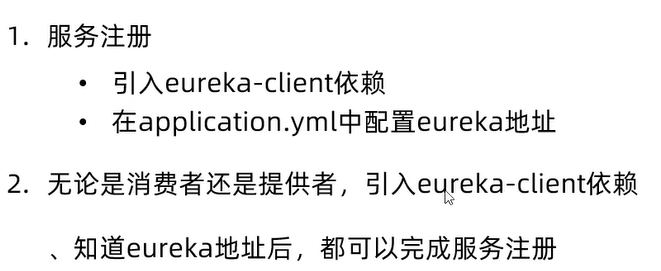 1. 服务注册
• 引入eureka-client依赖
• 在application.yml中配置eureka地址
2. 无论是消费者还是提供者，引入eureka-client依赖
、知道eureka地址后，都可以完成服务注册